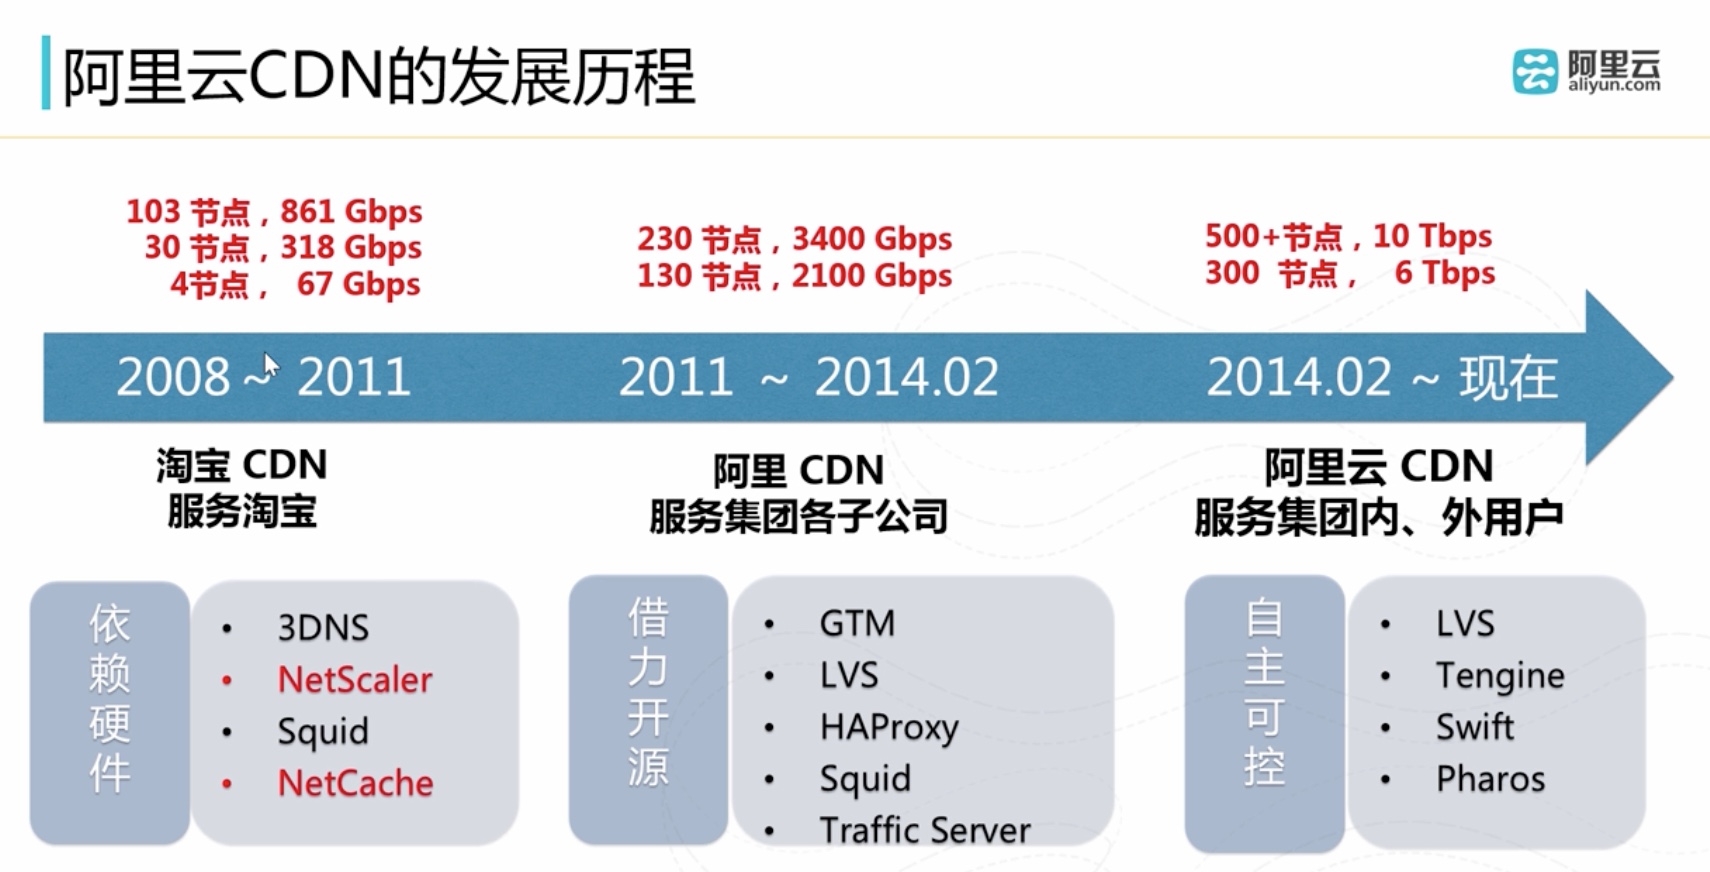 阿里云CDN的发展历程
阿里云
aliyun.com
103 节点，861 Gbps
30 节点，318 Gbps
4节点， 67 Gbps
230 节点，3400 Gbps
130 节点，2100 Gbps
500+节点，10 Tbps
300 节点， 6 Tbps
2008 ~ 2011
2011 ~ 2014.02
2014.02 ~ 现在
淘宝 CDN
服务淘宝
阿里 CDN
服务集团各子公司
阿里云 CDN
服务集团内、外用户
依赖硬件
• 3DNS
• NetScaler
• Squid
• NetCache
借力开源
• GTM
• LVS
• HAProxy
• Squid
• Traffic Server
自主可控
• LVS
• Tengine
• Swift
• Pharos